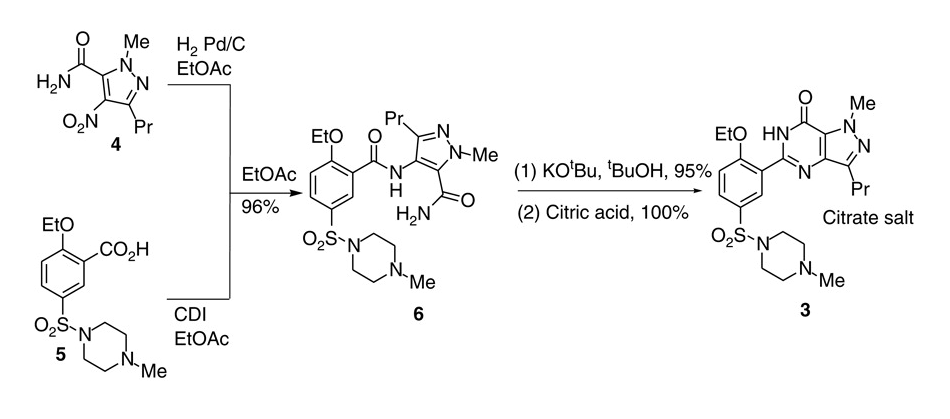 O
Me
N
N
H₂N
O₂N
Pr
4
H₂ Pd/C
EtOAc
EtO
CO₂H
O₂S
N
N
Me
5
CDI
EtOAc
EtOAc
96%
Pr
N
N
Me
EtO
O
N
H
O
H₂N
O₂S
N
N
Me
6
(1) KOᵗBu, ᵗBuOH, 95%
(2) Citric acid, 100%
O
Me
HN
N
N
EtO
N
Pr
Citrate salt
O₂S
N
N
Me
3